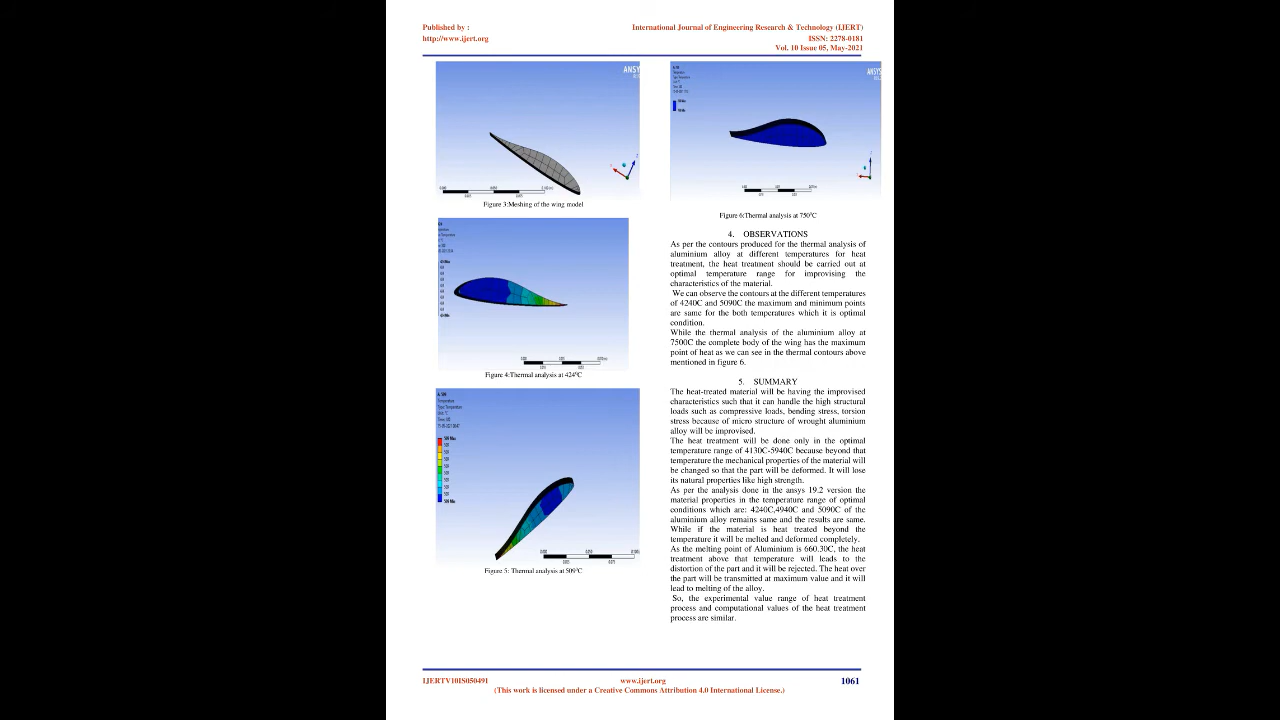 Published by :
http://www.ijert.org
International Journal of Engineering Research & Technology (IJERT)
ISSN: 2278-0181
Vol. 10 Issue 05, May-2021
ANSY
Figure 3:Meshing of the wing model
Figure 4:Thermal analysis at 424⁰C
A: 509
Temperature
Type: Temperature
Figure 5: Thermal analysis at 509⁰C
ANSYS
Figure 6:Thermal analysis at 750⁰C
4. OBSERVATIONS
As per the contours produced for the thermal analysis of
aluminium alloy at different temperatures for heat
treatment, the heat treatment should be carried out at
optimal temperature range for improvising the
characteristics of the material.
We can observe the contours at the different temperatures
of 4240C and 5090C the maximum and minimum points
are same for the both temperatures which it is optimal
condition.
While the thermal analysis of the aluminium alloy at
7500C the complete body of the wing has the maximum
point of heat as we can see in the thermal contours above
mentioned in figure 6.
5. SUMMARY
The heat-treated material will be having the improvised
characteristics such that it can handle the high structural
loads such as compressive loads, bending stress, torsion
stress because of micro structure of wrought aluminium
alloy will be improvised.
The heat treatment will be done only in the optimal
temperature range of 4130C-5940C because beyond that
temperature the mechanical properties of the material will
be changed so that the part will be deformed. It will lose
its natural properties like high strength.
As per the analysis done in the ansys 19.2 version the
material properties in the temperature range of optimal
conditions which are: 4240C,4940C and 5090C of the
aluminium alloy remains same and the results are same.
While if the material is heat treated beyond the
temperature it will be melted and deformed completely.
As the melting point of Aluminium is 660.30C, the heat
treatment above that temperature will leads to the
distortion of the part and it will be rejected. The heat over
the part will be transmitted at maximum value and it will
lead to melting of the alloy.
So, the experimental value range of heat treatment
process and computational values of the heat treatment
process are similar.
IJERTV10IS050491
www.ijert.org
1061
(This work is licensed under a Creative Commons Attribution 4.0 International License.)